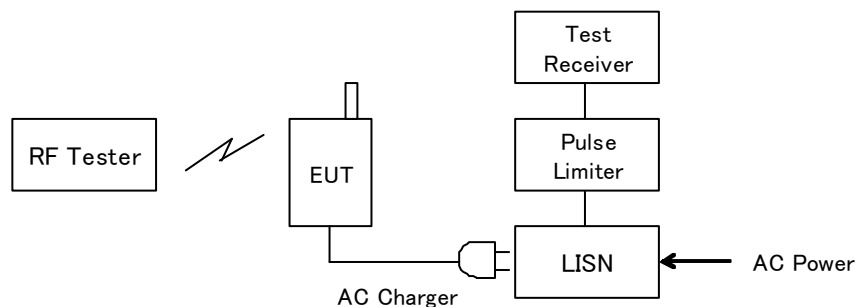 Test
Receiver
RF Tester
EUT
Pulse
Limiter
LISN
AC Power
AC Charger